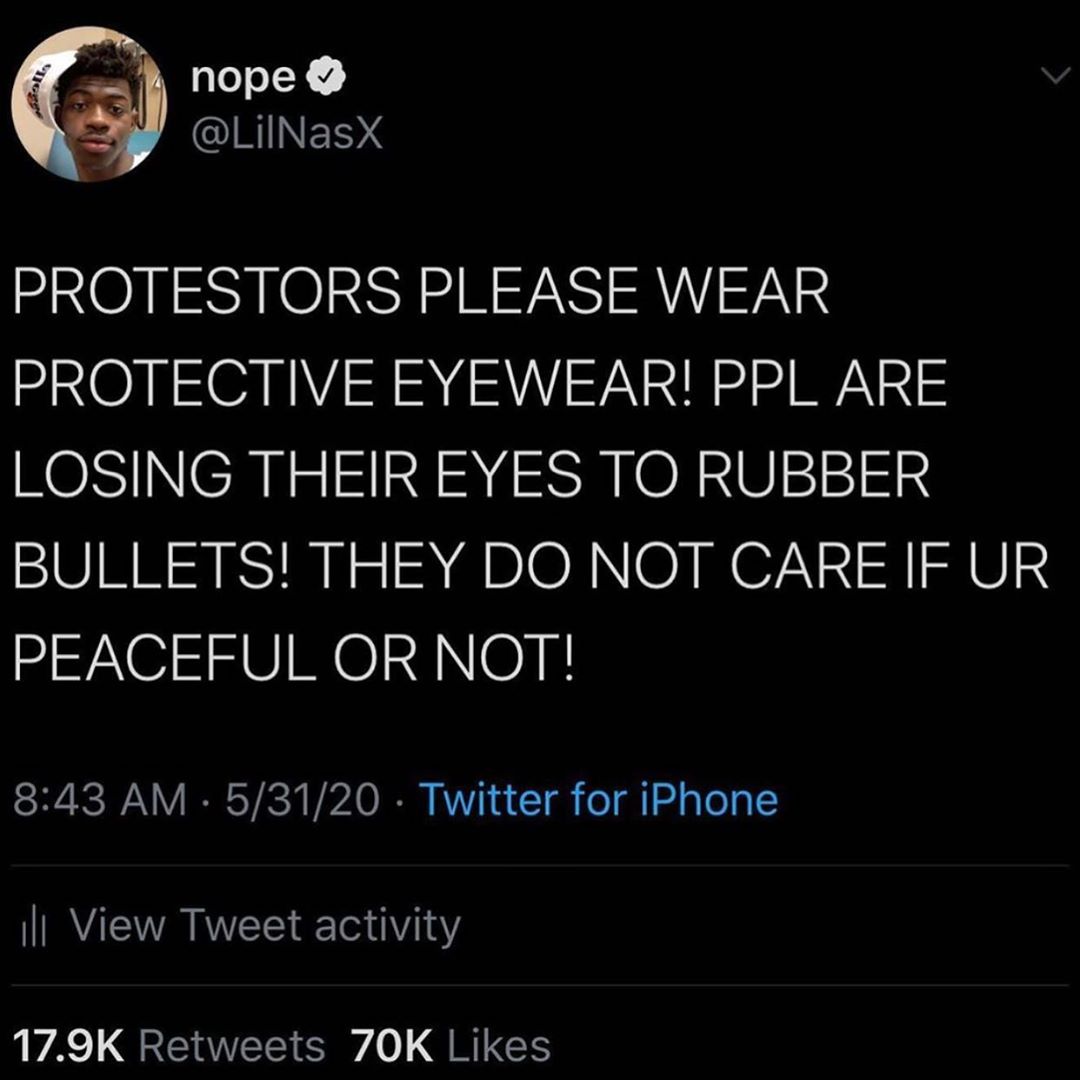 nope
@LilNasX
PROTESTORS PLEASE WEAR
PROTECTIVE EYEWEAR! PPL ARE
LOSING THEIR EYES TO RUBBER
BULLETS! THEY DO NOT CARE IF UR
PEACEFUL OR NOT!
8:43 AM · 5/31/20 · Twitter for iPhone
View Tweet activity
17.9K Retweets 70K Likes